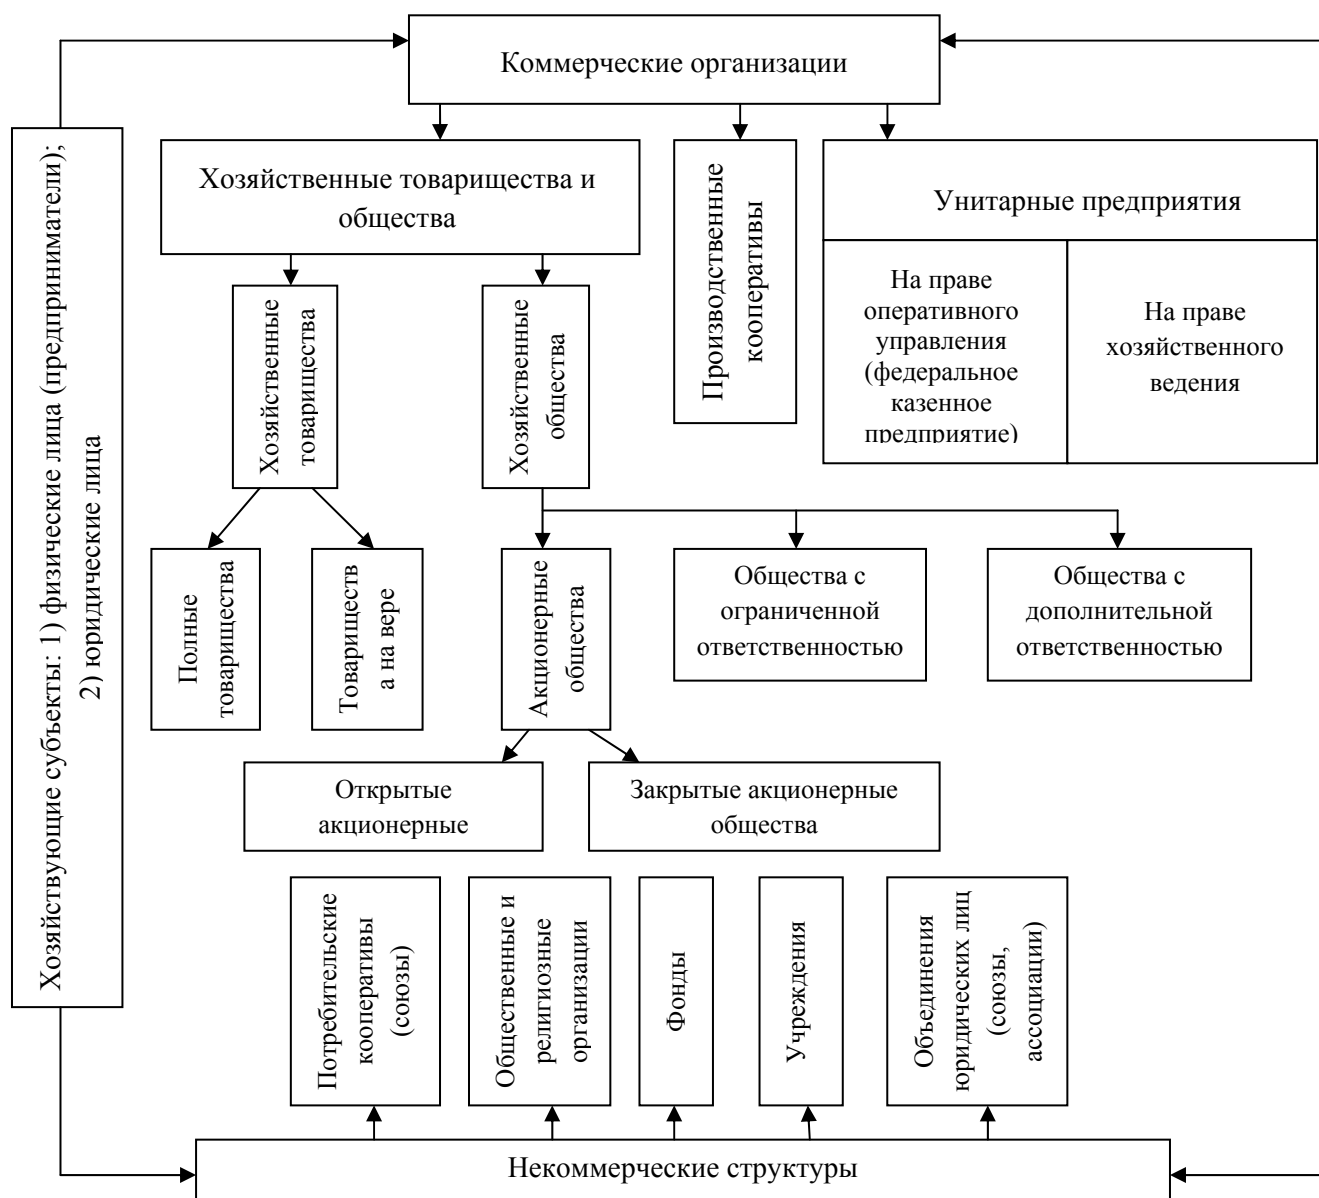 Коммерческие организации
Хозяйствующие субъекты: 1) физические лица (предприниматели);
2) юридические лица
Хозяйственные товарищества и
общества
Производственные
кооперативы
Унитарные предприятия
На праве
оперативного
управления
(федеральное
казенное
предприятие)
На праве
хозяйственного
ведения
Хозяйственные
товарищества
Хозяйственные
общества
Полные
товарищества
Товариществ
а на вере
Акционерные
общества
Общества с
ограниченной
ответственностью
Общества с
дополнительной
ответственностью
Открытые
акционерные
Закрытые акционерные
общества
Потребительские
кооперативы
(союзы)
Общественные и
религиозные
организации
Фонды
Учреждения
Объединения
юридических лиц
(союзы,
ассоциации)
Некоммерческие структуры